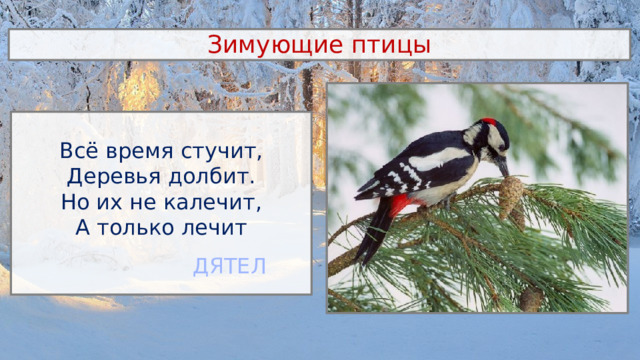 Зимующие птицы
Всё время стучит,
Деревья долбит.
Но их не калечит,
А только лечит
ДЯТЕЛ